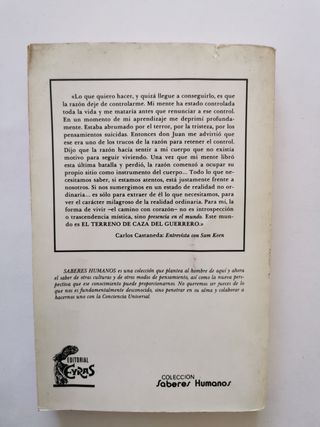 «Lo que quiero hacer, y quizá llegue a conseguirlo, es que
la razón deje de controlarme. Mi mente ha estado controlada
toda la vida y me mataría antes que renunciar a ese control.
En un momento de mi aprendizaje me deprimí profunda-
mente. Estaba abrumado por el terror, por la tristeza, por los
pensamientos suicidas. Entonces don Juan me advirtió que
ese era uno de los trucos de la razón para retener el control.
Dijo que la razón hacía sentir a mi cuerpo que no existía
motivo para seguir viviendo. Una vez que mi mente libró
esta última batalla y perdió, la razón comenzó a ocupar su
propio sitio como instrumento del cuerpo... Todo lo que ne-
cesitamos saber, si estamos atentos, está justamente frente a
nosotros. Si nos sumergimos en un estado de realidad no or-
dinaria... es sólo para extraer de él lo que necesitamos, para
ver el carácter milagroso de la realidad ordinaria. Para mí, la
forma de vivir -el camino con corazón- no es introspección
o trascendencia mística, sino presencia en el mundo. Este mun-
do es EL TERRENO DE CAZA DEL GUERRERO.»
Carlos Castaneda: Entrevista con Sam Keen
SABERES HUMANOS es una colección que plantea al hombre de aquí y ahora
el saber de otras culturas y de otros modos de pensamiento, así como la nueva pers-
pectiva que ese conocimiento puede proporcionarnos. No queremos ser jueces de lo
que nos es fundamentalmente desconocido, sino penetrar en su alma y colaborar a
hacernos uno con la Conciencia Universal.
EDITORIAL
EYRAS
COLECCION
Saberes Humanos